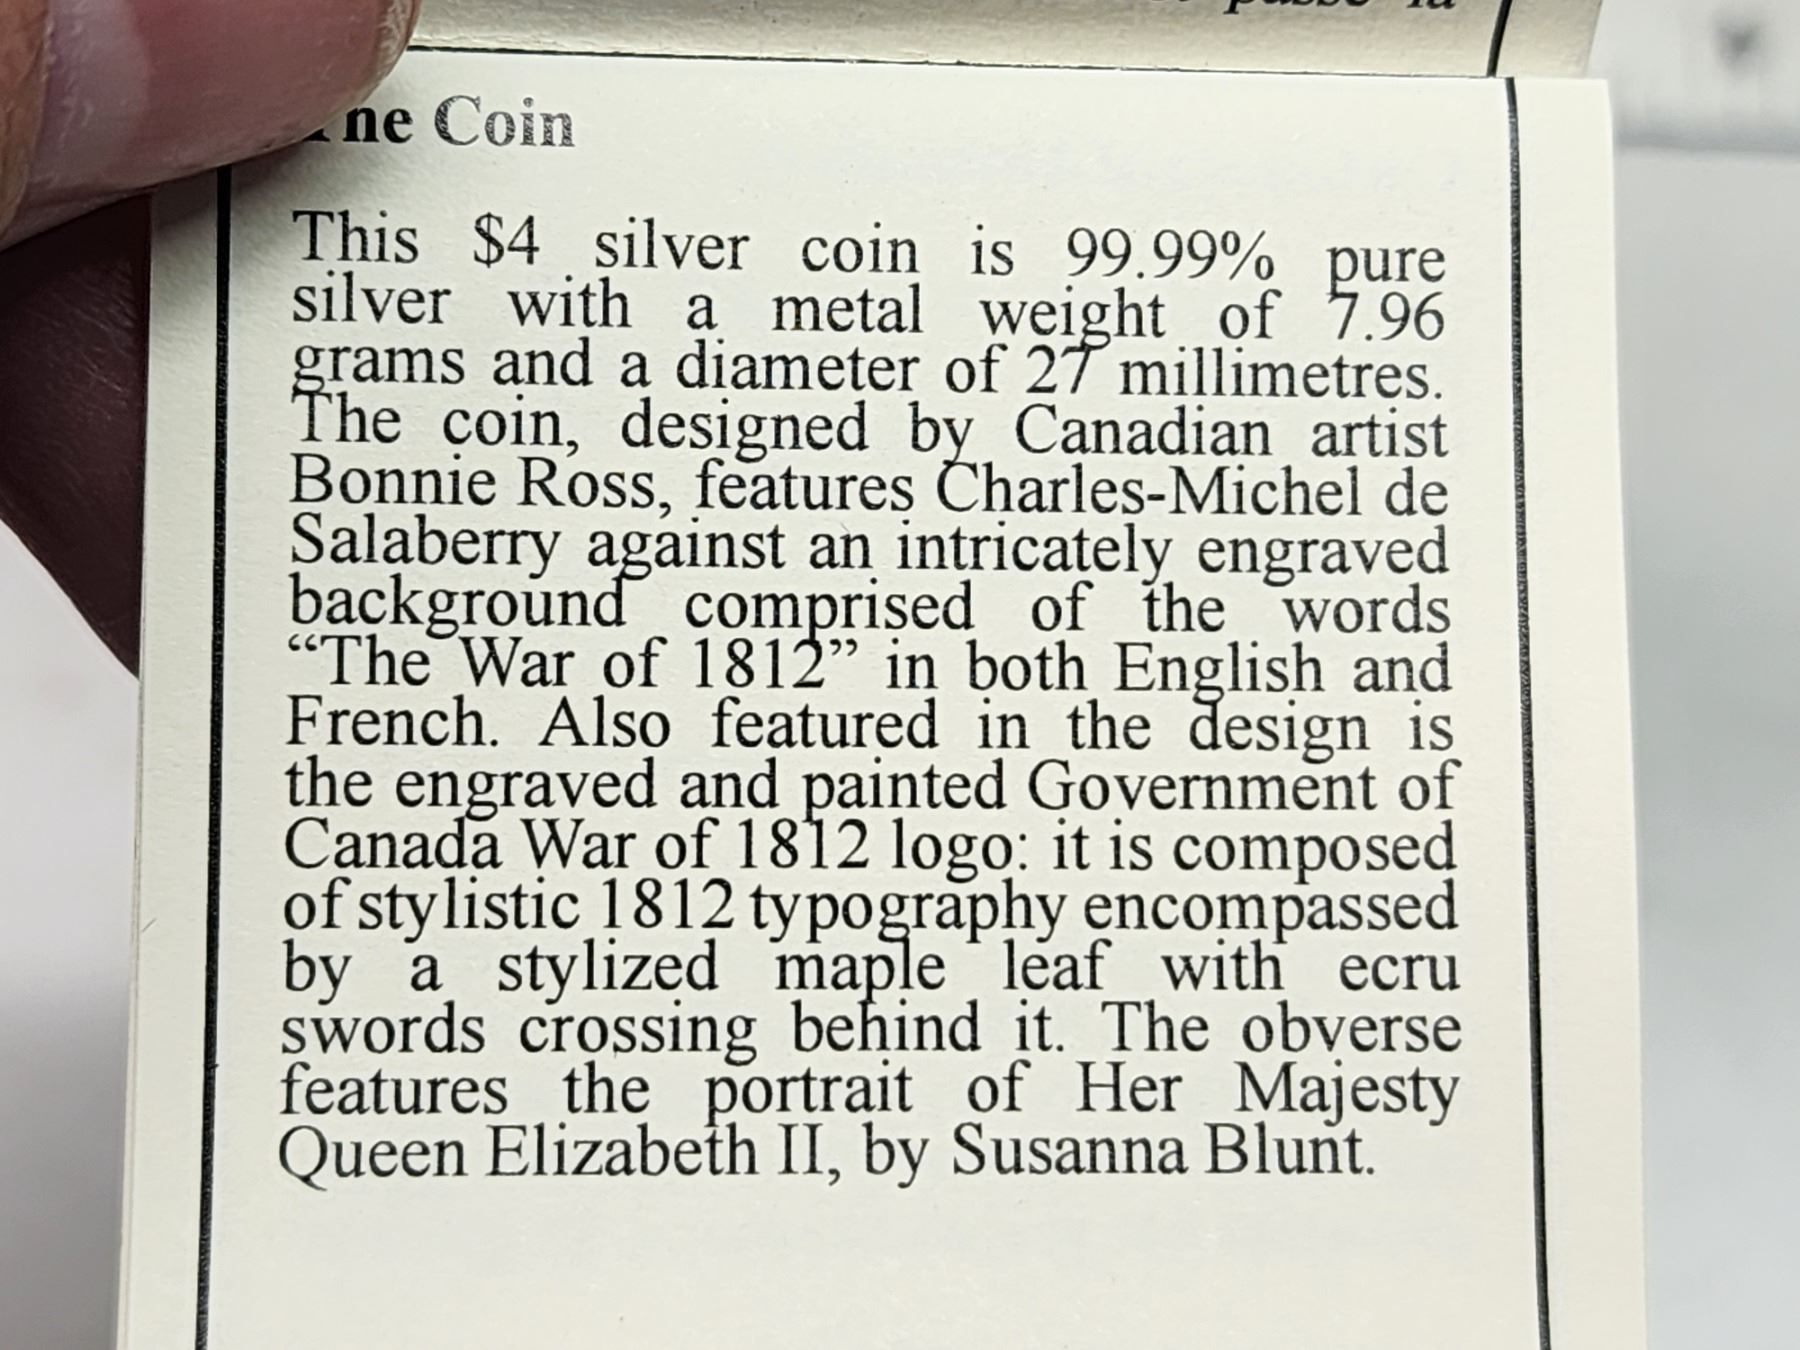 passe la
The Coin
This $4 silver coin is 99.99% pure
silver with a metal weight of 7.96
grams and a diameter of 27 millimetres.
The coin, designed by Canadian artist
Bonnie Ross, features Charles-Michel de
Salaberry against an intricately engraved
background comprised of the words
“The War of 1812” in both English and
French. Also featured in the design is
the engraved and painted Government of
Canada War of 1812 logo: it is composed
of stylistic 1812 typography encompassed
by a stylized maple leaf with ecru
swords crossing behind it. The obverse
features the portrait of Her Majesty
Queen Elizabeth II, by Susanna Blunt.